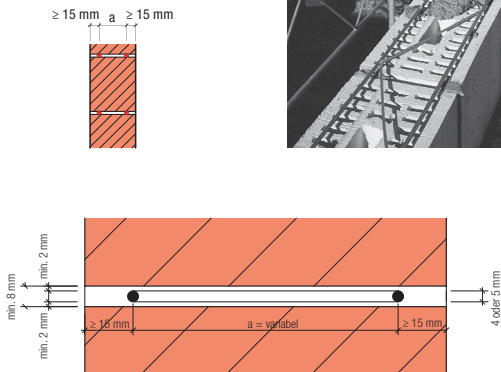 ≥ 15 mm a ≥ 15 mm
min. 8 mm
min. 2 mm
min. 2 mm
≥ 15 mm a = variabel ≥ 15 mm
4 oder 5 mm